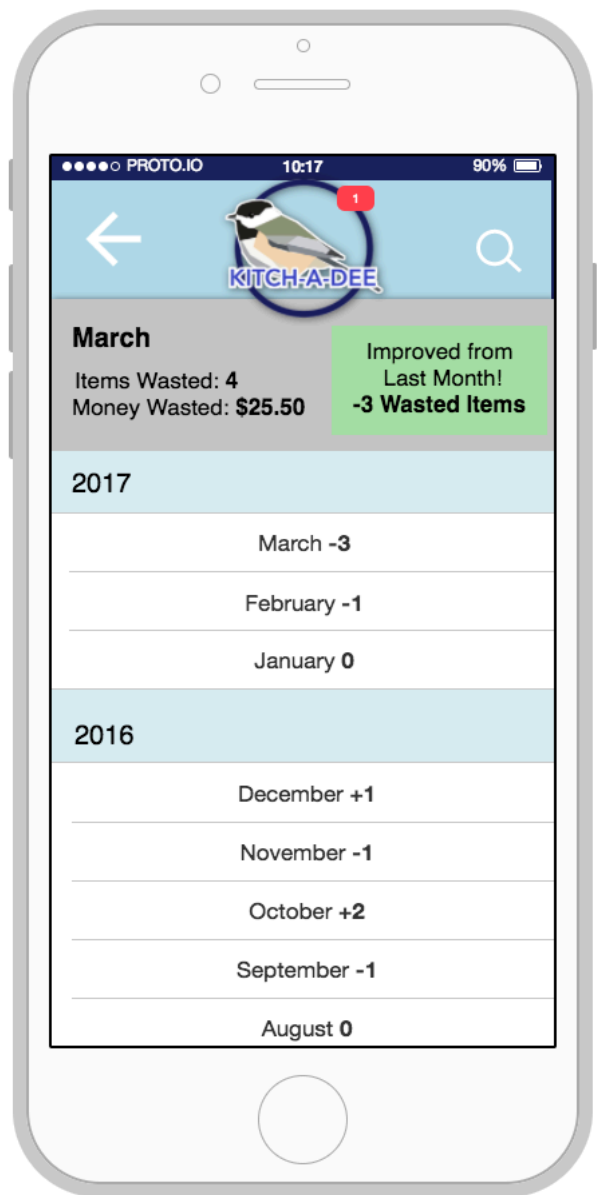 PROTO.IO 10:17 90%
1
KITCH-A-DEE
March
Items Wasted: 4
Money Wasted: $25.50
Improved from
Last Month!
-3 Wasted Items
2017
March -3
February -1
January 0
2016
December +1
November -1
October +2
September -1
August 0